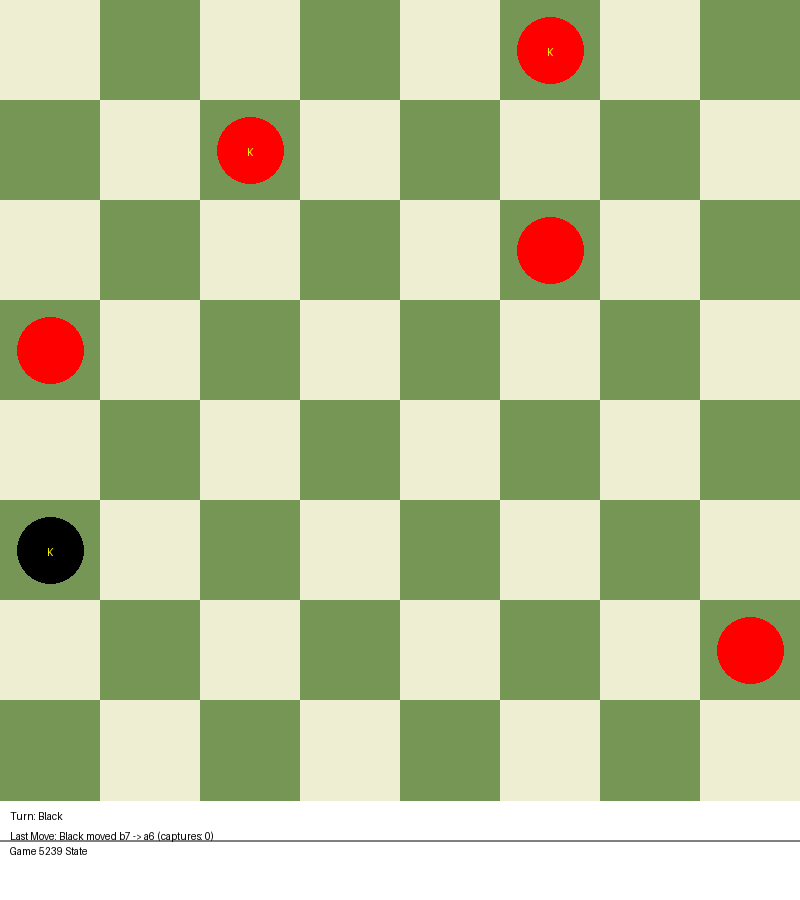 K
K
K
Turn: Black
Last Move: Black moved b7 -> a6 (captures: 0)
Game 5239 State